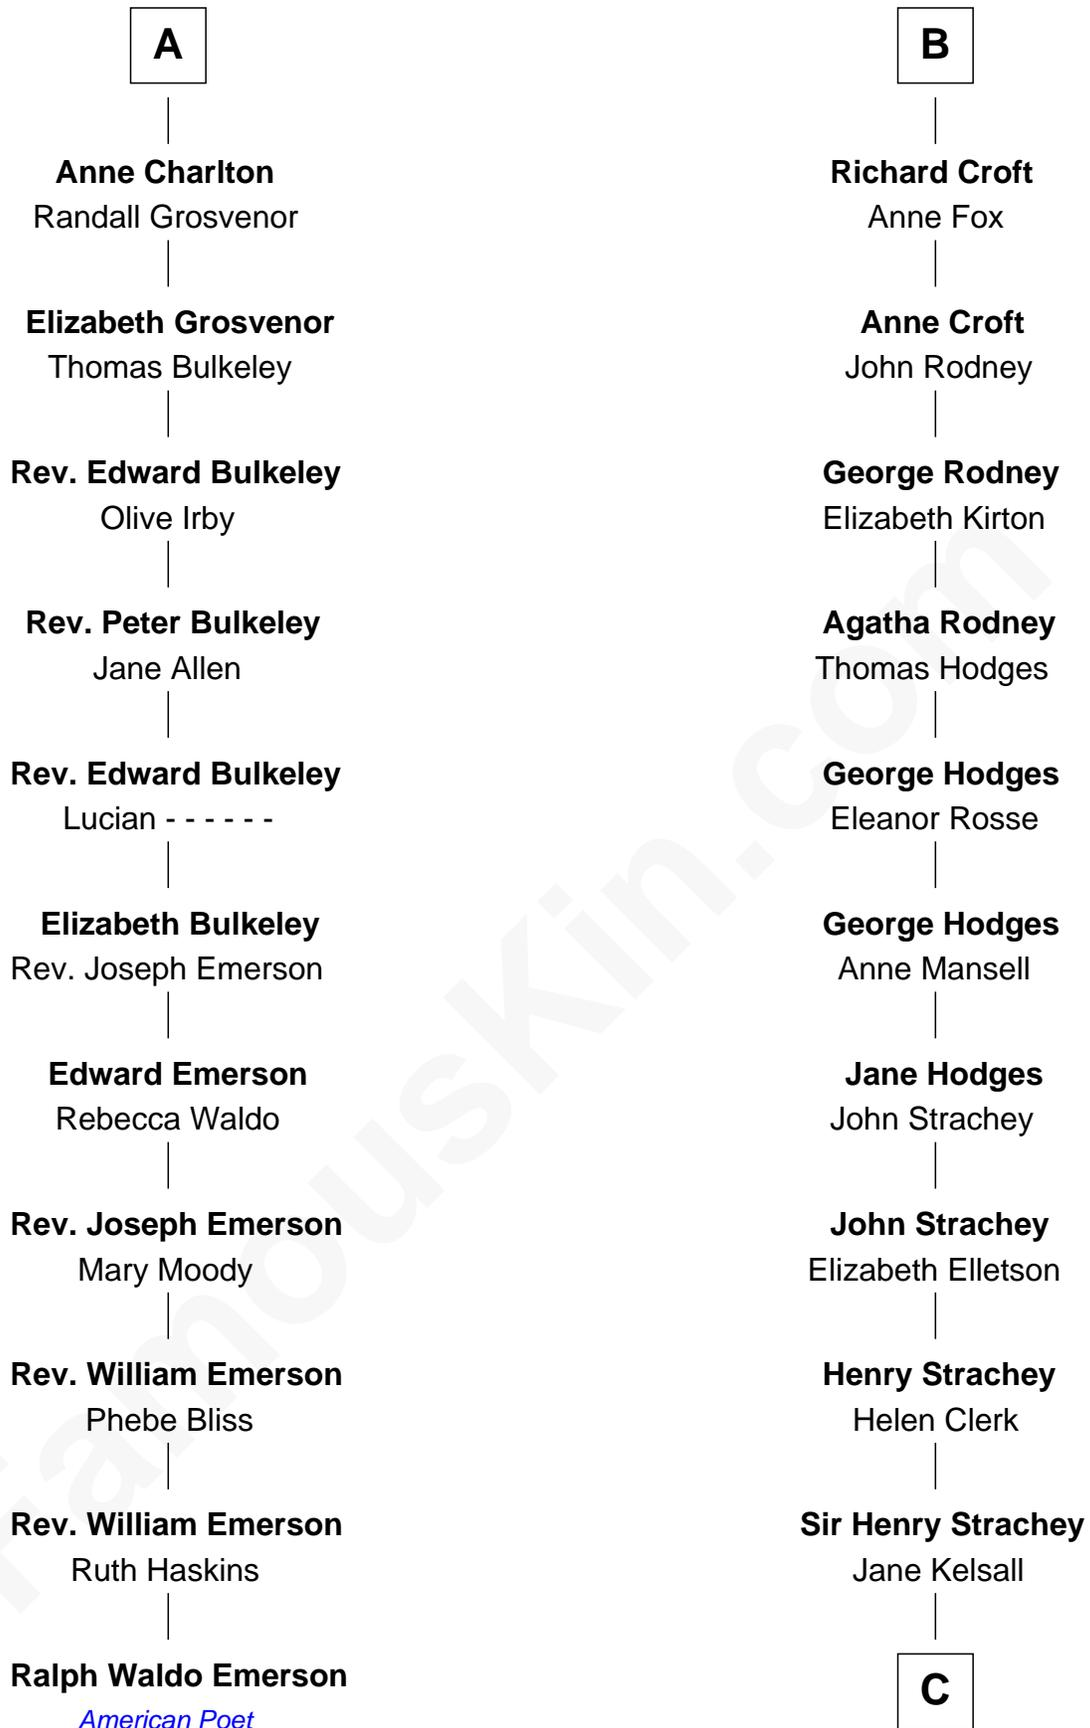 A
Anne Charlton
Randall Grosvenor
Elizabeth Grosvenor
Thomas Bulkeley
Rev. Edward Bulkeley
Olive Irby
Rev. Peter Bulkeley
Jane Allen
Rev. Edward Bulkeley
Lucian - - - - - -
Elizabeth Bulkeley
Rev. Joseph Emerson
Edward Emerson
Rebecca Waldo
Rev. Joseph Emerson
Mary Moody
Rev. William Emerson
Phebe Bliss
Rev. William Emerson
Ruth Haskins
Ralph Waldo Emerson
American Poet
B
Richard Croft
Anne Fox
Anne Croft
John Rodney
George Rodney
Elizabeth Kirton
Agatha Rodney
Thomas Hodges
George Hodges
Eleanor Rosse
George Hodges
Anne Mansell
Jane Hodges
John Strachey
John Strachey
Elizabeth Elletson
Henry Strachey
Helen Clerk
Sir Henry Strachey
Jane Kelsall
C
FamousKin.com